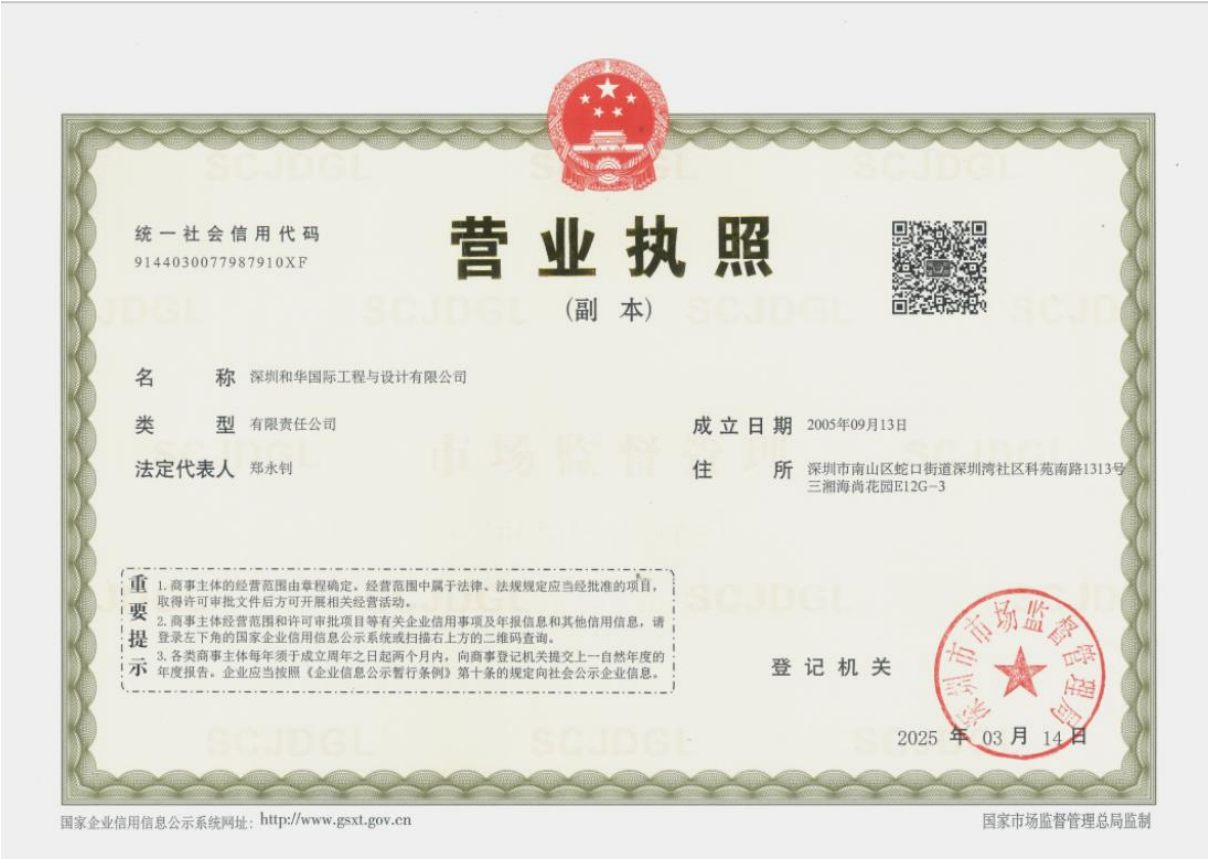 统一社会信用代码
9144030077987910XF
营业执照
(副 本)
名 称 深圳和华国际工程与设计有限公司
类 型 有限责任公司
成立日期 2005年09月13日
法定代表人 郑永钊
住 所 深圳市南山区蛇口街道深圳湾社区科苑南路1313号
三湘海尚花园E12G-3
重要提示
1.商事主体的经营范围由章程确定。经营范围中属于法律、法规规定应当经批准的项目，
取得许可审批文件后方可开展相关经营活动。
2.商事主体经营范围和许可审批项目等有关企业信用事项及年报信息和其他信用信息，请
登录左下角的国家企业信用信息公示系统或扫描右上方的二维码查询。
3.各类商事主体每年须于成立周年之日起两个月内，向商事登记机关提交上一自然年度的
年度报告。企业应当按照《企业信息公示暂行条例》第十条的规定向社会公示企业信息。
登记机关
深圳市市场监督管理局
2025 年 03 月 14 日
国家企业信用信息公示系统网址：http://www.gsxt.gov.cn
国家市场监督管理总局监制
SCJDGL
市场监督管理